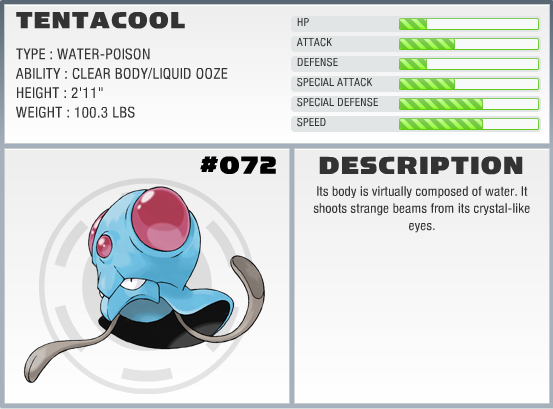 TENTACOOL
TYPE : WATER-POISON
ABILITY : CLEAR BODY/LIQUID OOZE
HEIGHT : 2'11"
WEIGHT : 100.3 LBS
HP
ATTACK
DEFENSE
SPECIAL ATTACK
SPECIAL DEFENSE
SPEED
#072
DESCRIPTION
Its body is virtually composed of water. It
shoots strange beams from its crystal-like
eyes.